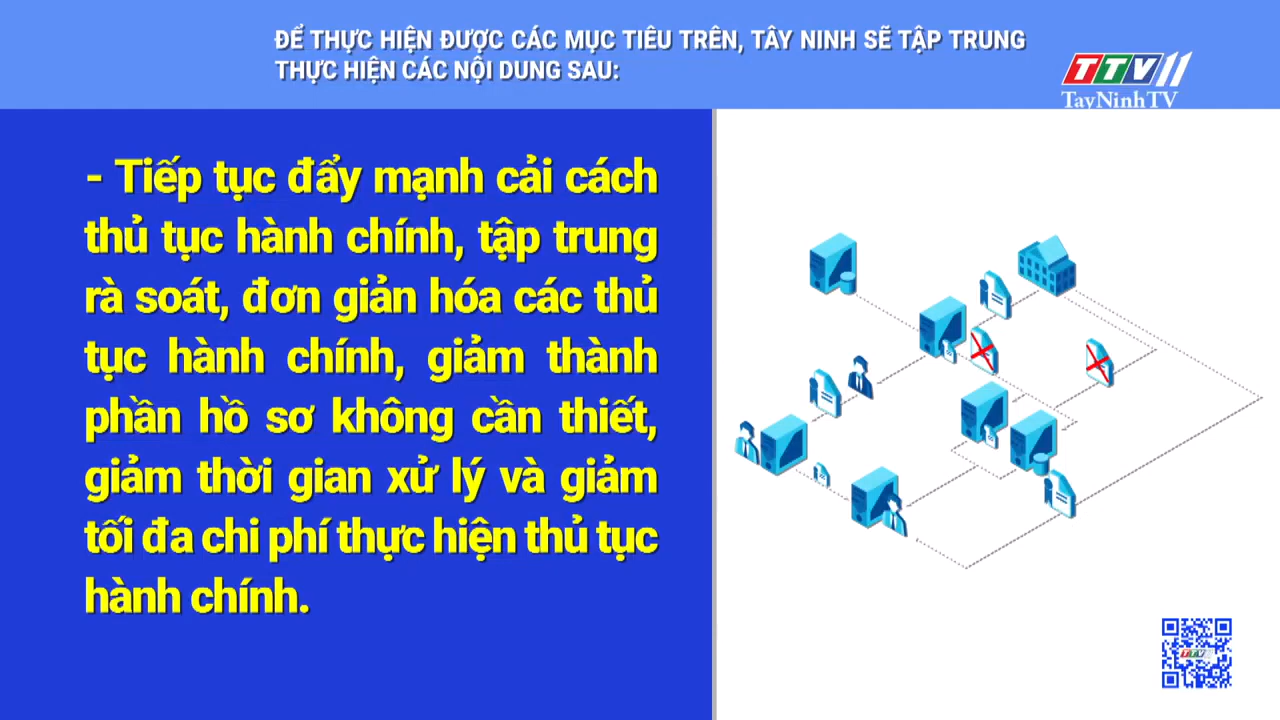 ĐỂ THỰC HIỆN ĐƯỢC CÁC MỤC TIÊU TRÊN, TÂY NINH SẼ TẬP TRUNG
THỰC HIỆN CÁC NỘI DUNG SAU:
TTV11
TayNinhTV
- Tiếp tục đẩy mạnh cải cách
thủ tục hành chính, tập trung
rà soát, đơn giản hóa các thủ
tục hành chính, giảm thành
phần hồ sơ không cần thiết,
giảm thời gian xử lý và giảm
tối đa chi phí thực hiện thủ tục
hành chính.
TTV11